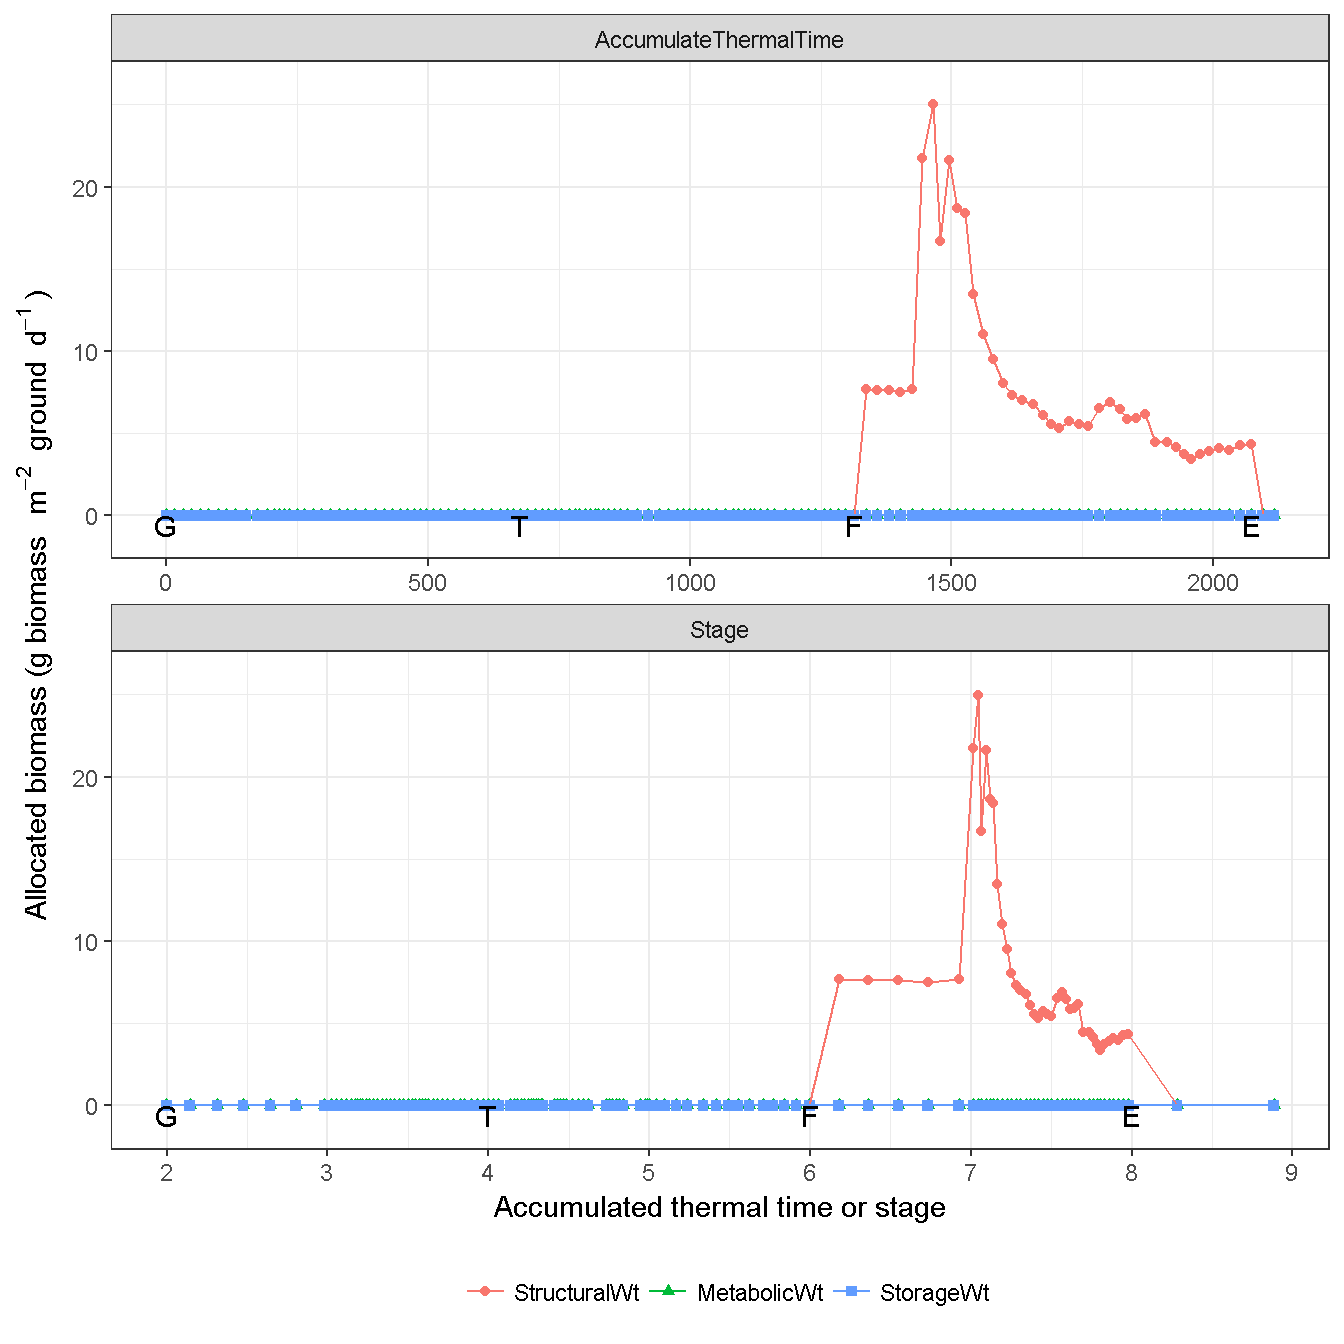 AccumulateThermalTime
20
10
0
G T F E
0 500 1000 1500 2000
Stage
20
10
0
G T F E
2 3 4 5 6 7 8 9
Allocated biomass (g biomass m⁻² ground d⁻¹)
Accumulated thermal time or stage
StructuralWt MetabolicWt StorageWt